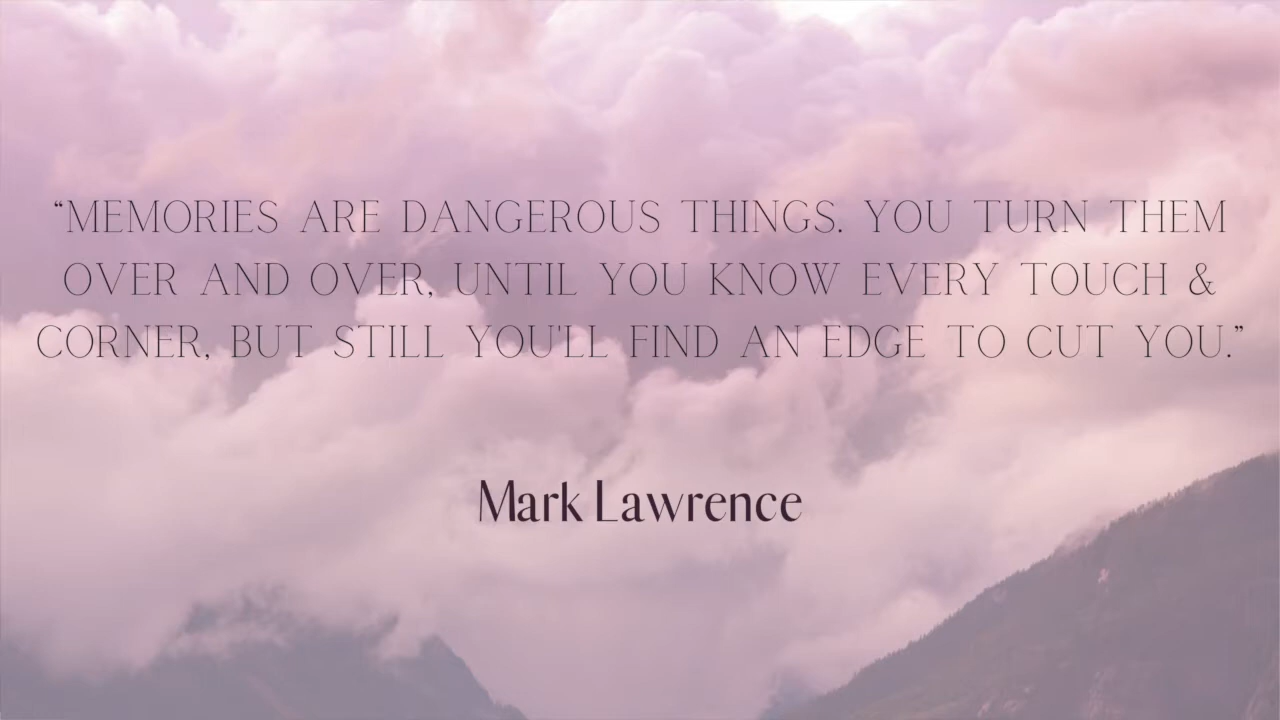 “MEMORIES ARE DANGEROUS THINGS. YOU TURN THEM
OVER AND OVER, UNTIL YOU KNOW EVERY TOUCH &
CORNER, BUT STILL YOU'LL FIND AN EDGE TO CUT YOU.”
Mark Lawrence